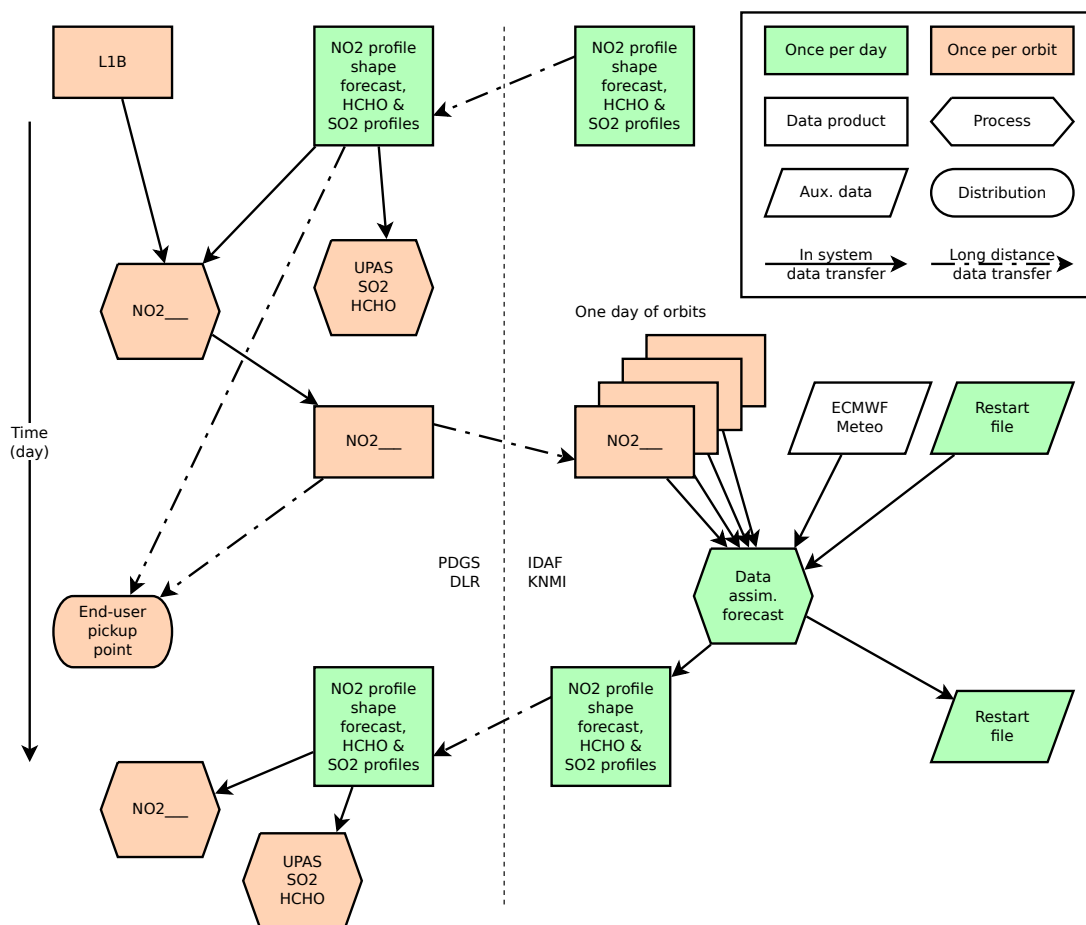 L1B
NO2 profile
shape
forecast,
HCHO &
SO2 profiles
NO2 profile
shape
forecast,
HCHO &
SO2 profiles
Once per day
Once per orbit
Data product
Process
Aux. data
Distribution
In system
data transfer
Long distance
data transfer
NO2___
UPAS
SO2
HCHO
One day of orbits
Time
(day)
NO2___
NO2___
ECMWF
Meteo
Restart
file
PDGS
DLR
IDAF
KNMI
Data
assim.
forecast
End-user
pickup
point
NO2 profile
shape
forecast,
HCHO &
SO2 profiles
NO2 profile
shape
forecast,
HCHO &
SO2 profiles
Restart
file
NO2___
UPAS
SO2
HCHO